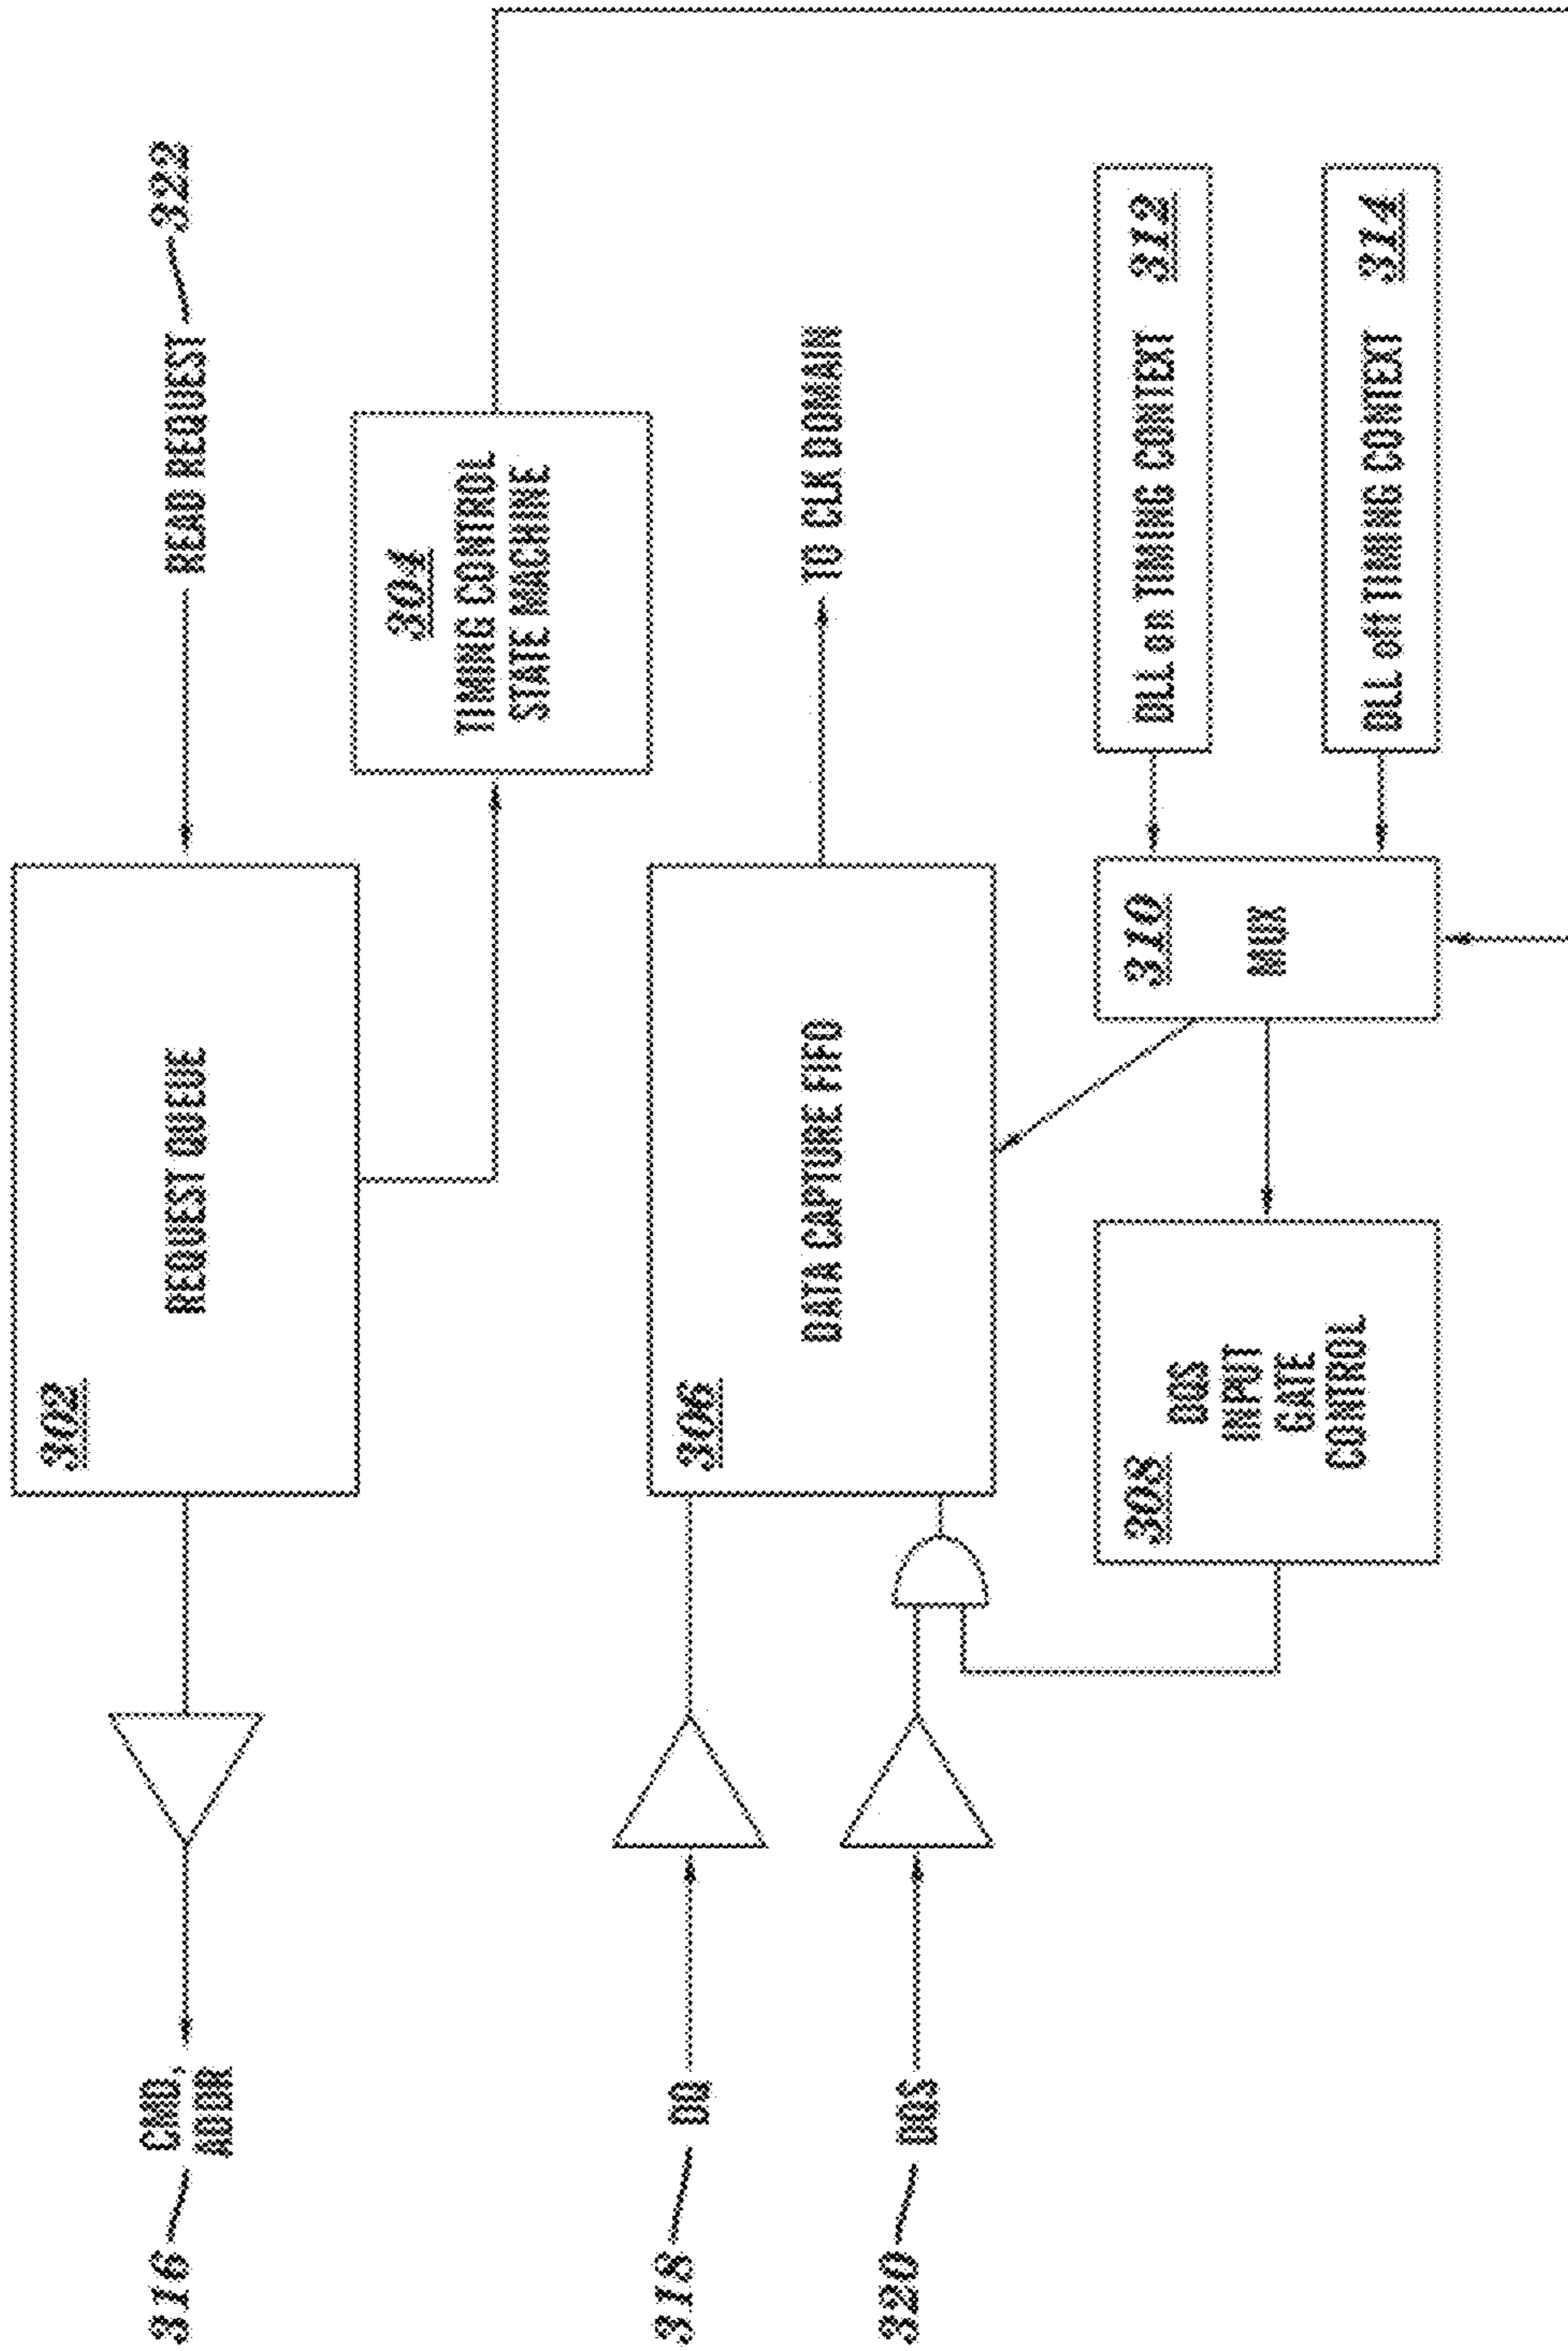 322
READ REQUEST
302
REQUEST QUEUE
304
TIMING CONTROL
STATE MACHINE
316
CMD,
ADDR
318
DQ
306
DATA CAPTURE FIFO
TO CLK DOMAIN
320
DQS
308
DQS
INPUT
GATE
CONTROL
310
MUX
DLL on TIMING CONTEXT 312
DLL off TIMING CONTEXT 314